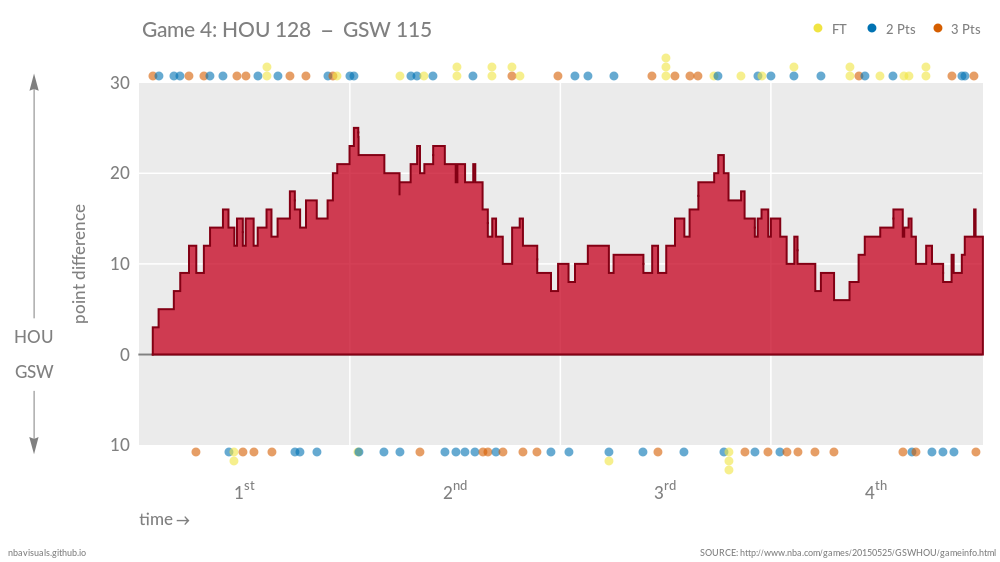 Game 4: HOU 128 – GSW 115
FT 2 Pts 3 Pts
30
20
10
0
10
point difference
HOU
GSW
1st 2nd 3rd 4th
time→
nbavisuals.github.io
SOURCE: http://www.nba.com/games/20150525/GSWHOU/gameinfo.html